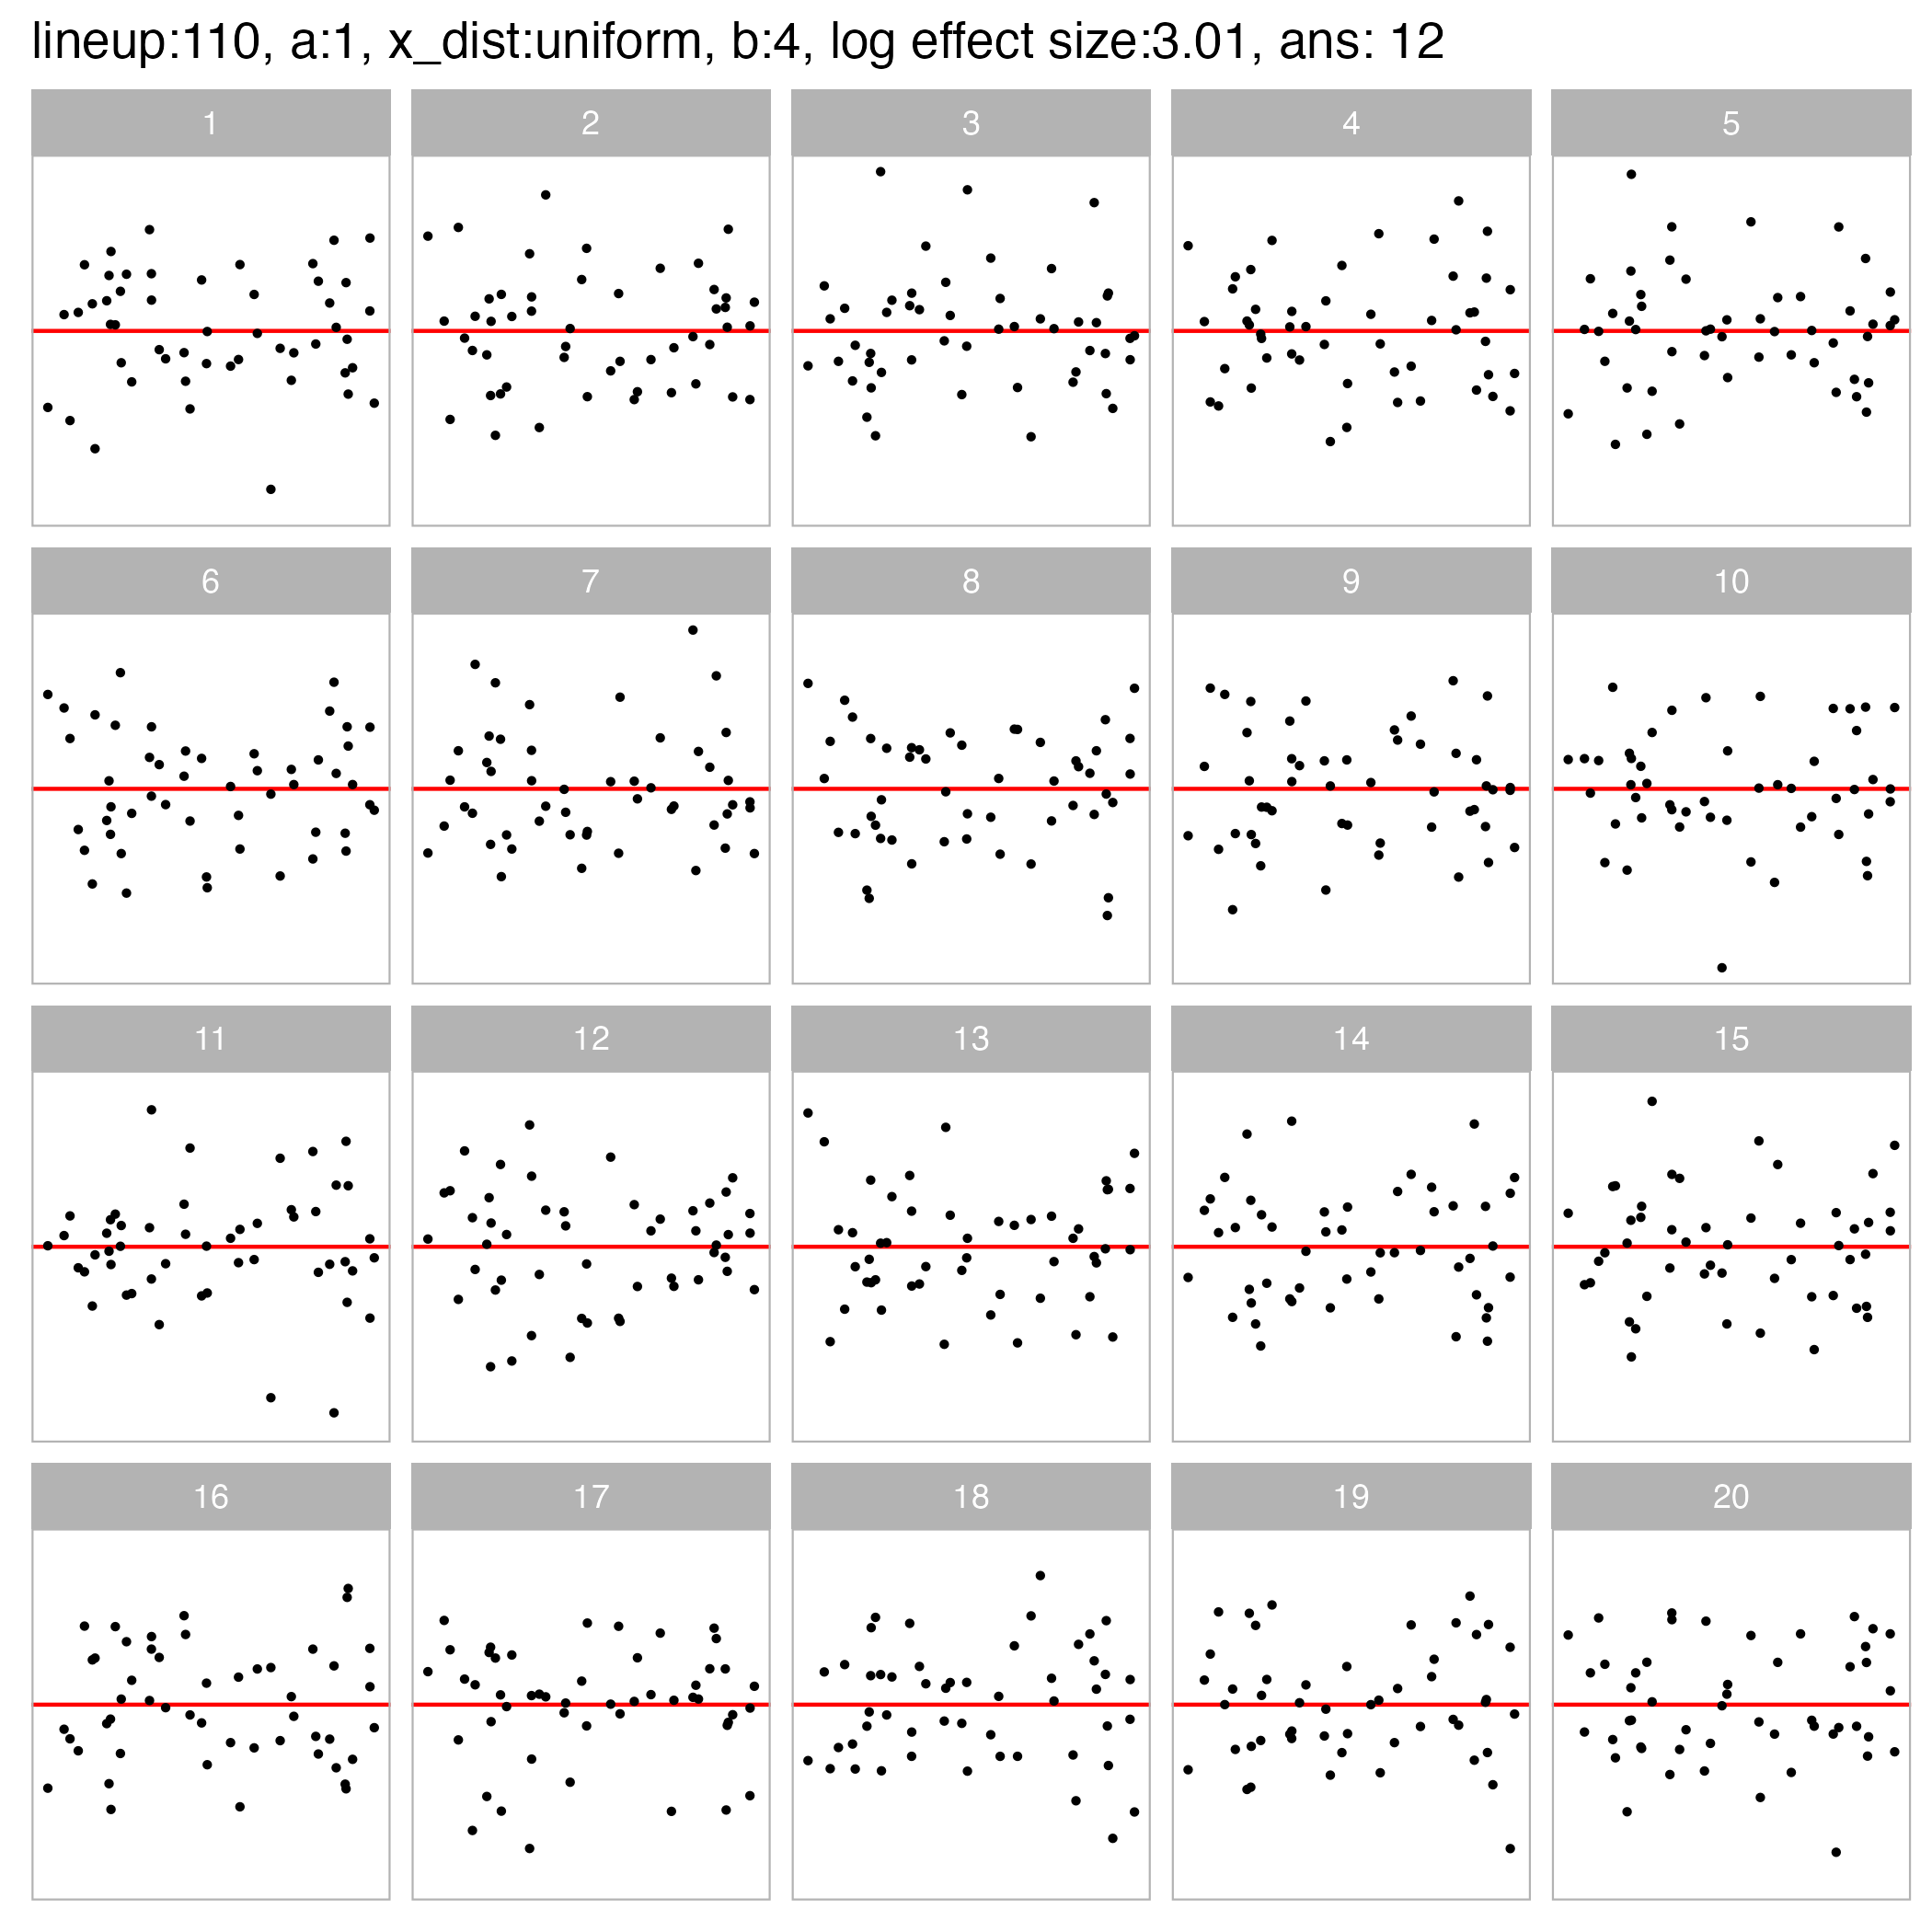 lineup:110, a:1, x_dist:uniform, b:4, log effect size:3.01, ans: 12
1 2 3 4 5
6 7 8 9 10
11 12 13 14 15
16 17 18 19 20